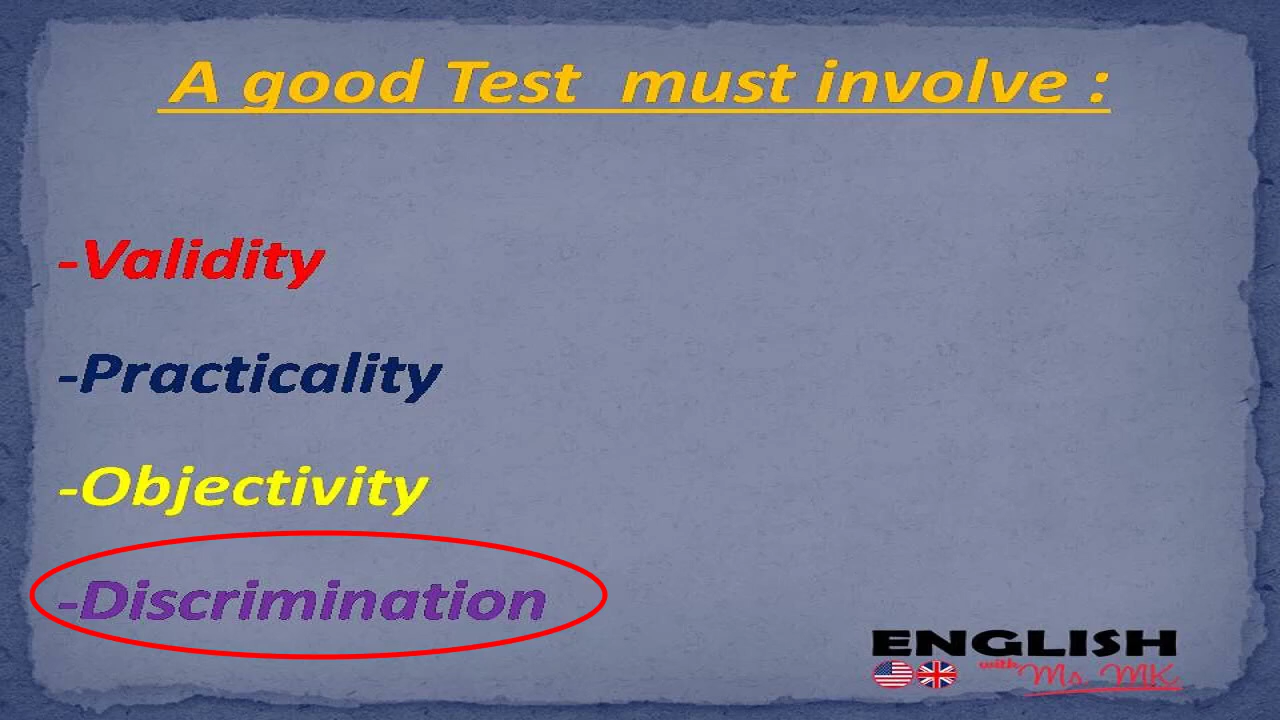 A good Test must involve :
-Validity
-Practicality
-Objectivity
-Discrimination
ENGLISH
with Ms. MK